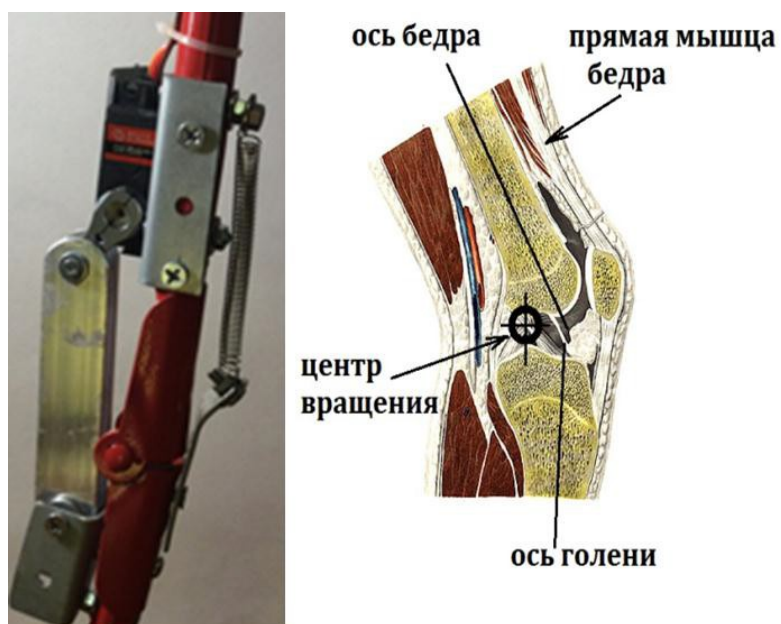 ось бедра
прямая мышца
бедра
центр
вращения
ось голени